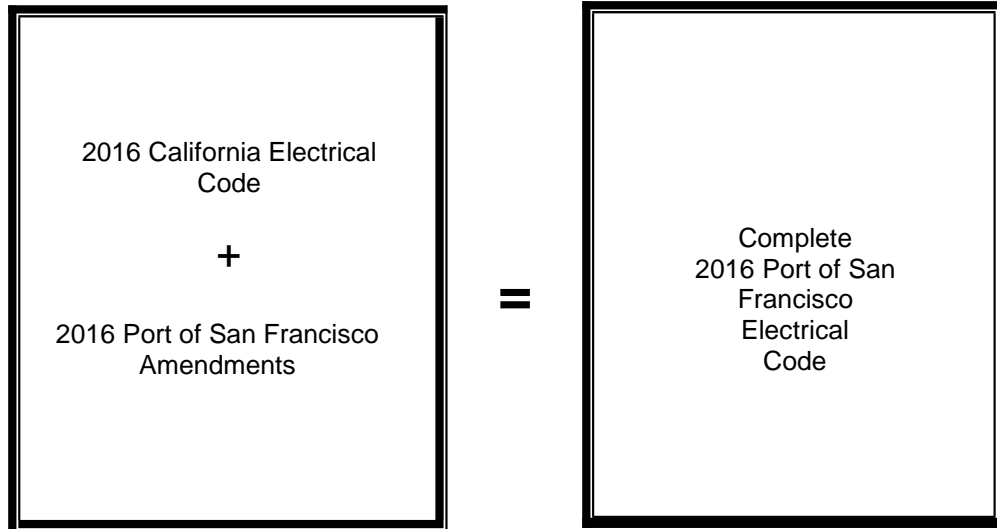 2016 California Electrical
Code
+
2016 Port of San Francisco
Amendments
=
Complete
2016 Port of San
Francisco
Electrical
Code